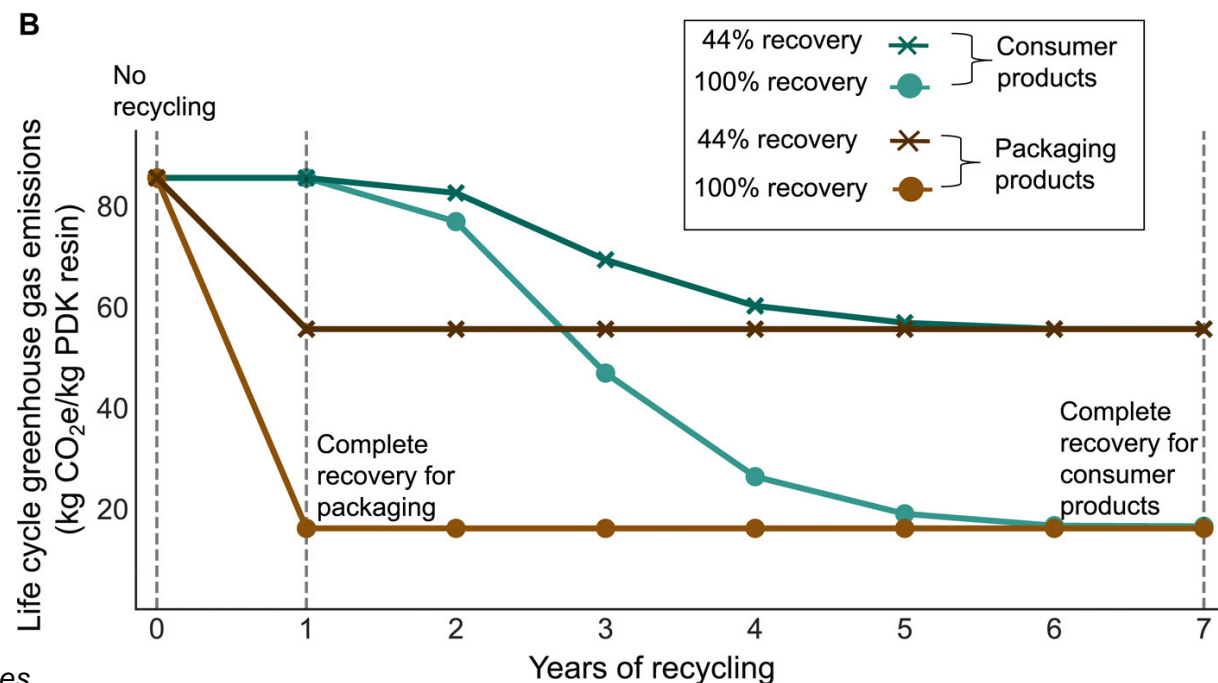 B
44% recovery
100% recovery
Consumer
products
44% recovery
100% recovery
Packaging
products
No
recycling
Life cycle greenhouse gas emissions
(kg CO₂e/kg PDK resin)
80
60
40
20
Complete
recovery for
packaging
Complete
recovery for
consumer
products
0 1 2 3 4 5 6 7
Years of recycling